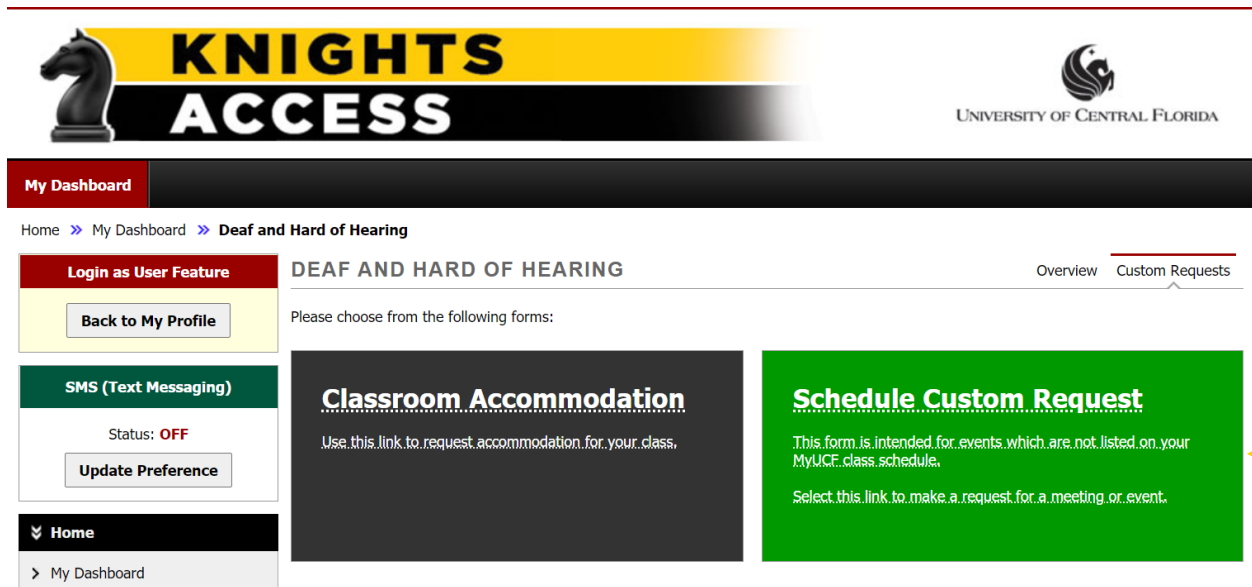 KNIGHTS
ACCESS
UNIVERSITY OF CENTRAL FLORIDA
My Dashboard
Home » My Dashboard » Deaf and Hard of Hearing
Login as User Feature
Back to My Profile
SMS (Text Messaging)
Status: OFF
Update Preference
Home
My Dashboard
DEAF AND HARD OF HEARING
Overview Custom Requests
Please choose from the following forms:
Classroom Accommodation
Use this link to request accommodation for your class.
Schedule Custom Request
This form is intended for events which are not listed on your
MyUCF class schedule.
Select this link to make a request for a meeting or event.